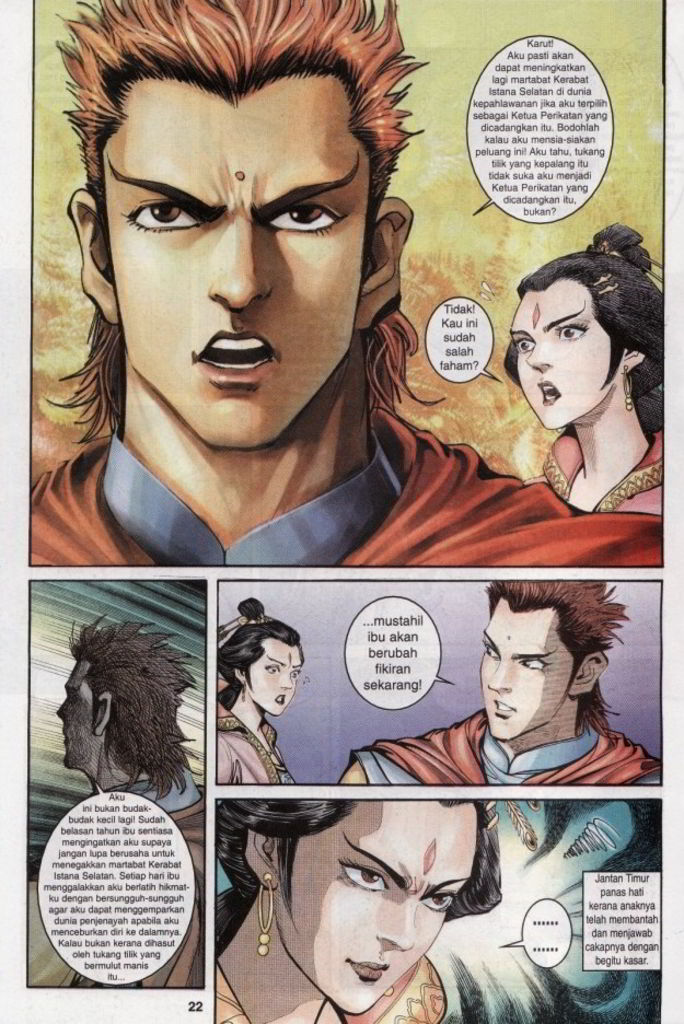 Karut!
Aku pasti akan
dapat meningkatkan
lagi martabat Kerabat
Istana Selatan di dunia
kepahlawanan jika aku terpilih
sebagai Ketua Perikatan yang
dicadangkan itu. Bodohlah
kalau aku mensia-siakan
peluang ini! Aku tahu, tukang
tilik yang kepalang itu
tidak suka aku menjadi
Ketua Perikatan yang
dicadangkan itu,
bukan?
Tidak!
Kau ini
sudah
salah
faham?
Aku
ini bukan budak-
budak kecil lagi! Sudah
belasan tahun ibu sentiasa
mengingatkan aku supaya
jangan lupa berusaha untuk
menegakkan martabat Kerabat
Istana Selatan. Setiap hari ibu
menggalakkan aku berlatih hikmat-
ku dengan bersungguh-sungguh
agar aku dapat menggemparkan
dunia penjenayah apabila aku
menceburkan diri ke dalamnya.
Kalau bukan kerana dihasut
oleh tukang tilik yang
bermulut manis
itu...
...mustahil
ibu akan
berubah
fikiran
sekarang!
......
......
Jantan Timur
panas hati
kerana anaknya
telah membantah
dan menjawab
cakapnya dengan
begitu kasar.
22